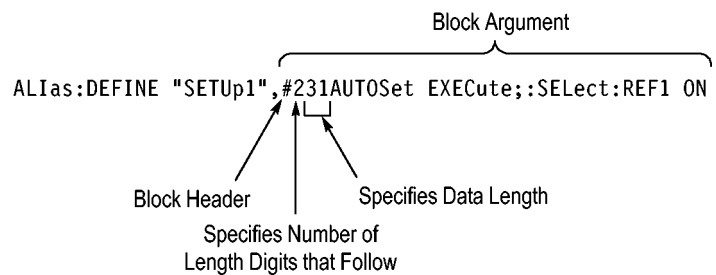 Block Argument
ALIas:DEFINE "SETUp1",#231AUTOSet EXECute;:SELect:REF1 ON
Block Header
Specifies Data Length
Specifies Number of
Length Digits that Follow